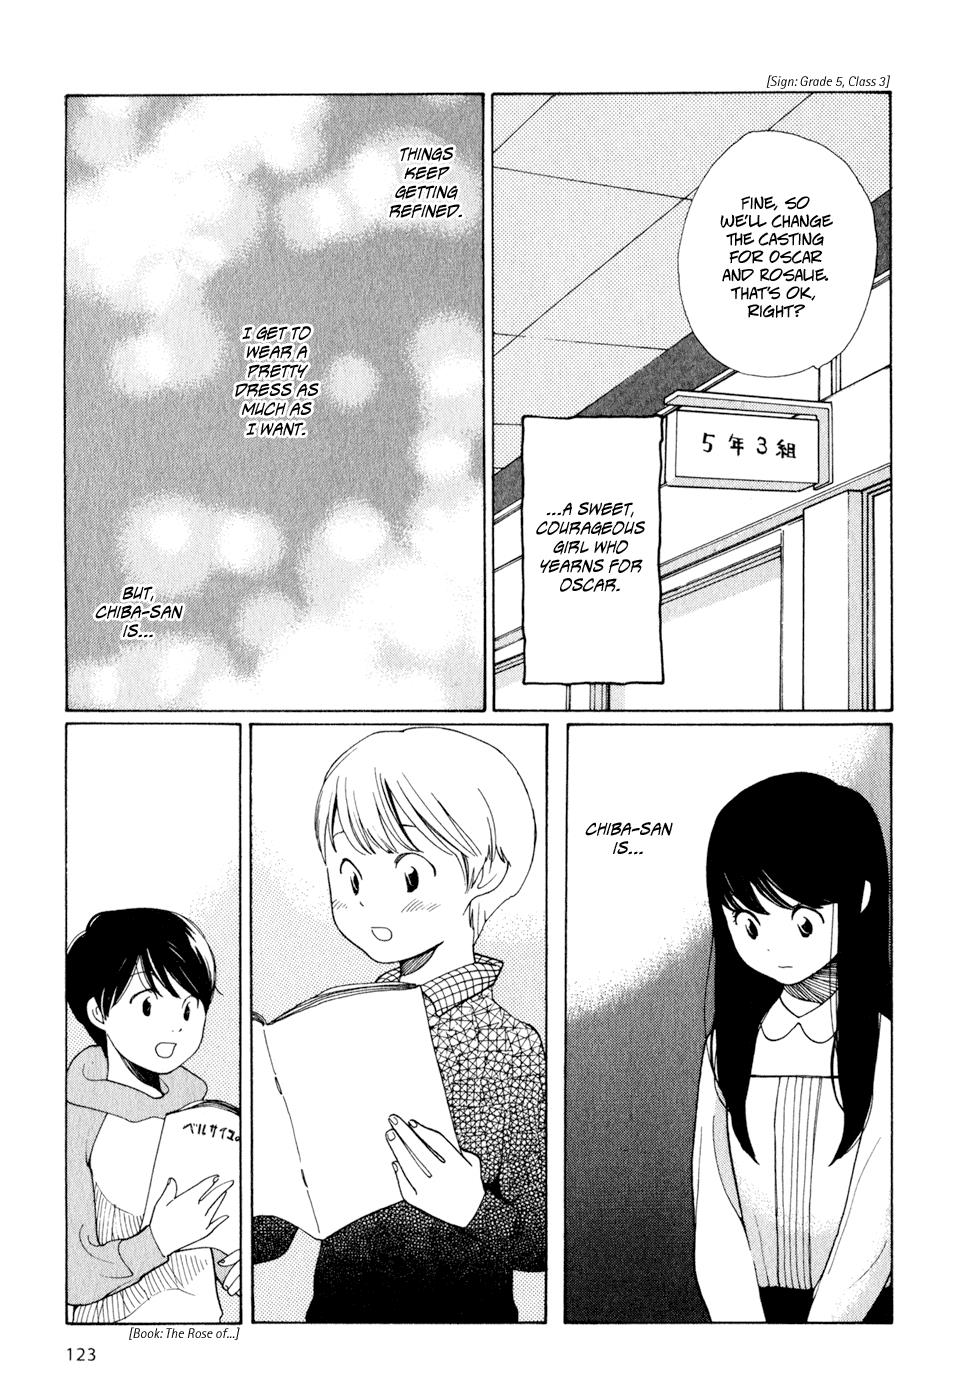 [Sign: Grade 5, Class 3]
FINE, SO
WE'LL CHANGE
THE CASTING
FOR OSCAR
AND ROSALIE.
THAT'S OK,
RIGHT?
5年3組
...A SWEET,
COURAGEOUS
GIRL WHO
YEARNS FOR
OSCAR.
THINGS
KEEP
GETTING
REFINED.
I GET TO
WEAR A
PRETTY
DRESS AS
MUCH AS
I WANT.
BUT,
CHIBA-SAN
IS...
CHIBA-SAN
IS...
ベルサイユの
[Book: The Rose of...]
123